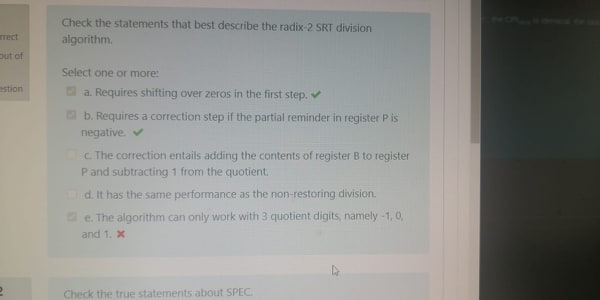 Check the statements that best describe the radix-2 SRT division
algorithm.
rrect
out of
Select one or more:
estion
a. Requires shifting over zeros in the first step.
b. Requires a correction step if the partial reminder in register P is
negative.
c. The correction entails adding the contents of register B to register
P and subtracting 1 from the quotient.
d. It has the same performance as the non-restoring division.
e. The algorithm can only work with 3 quotient digits, namely -1, 0,
and 1.
2
Check the true statements about SPEC.